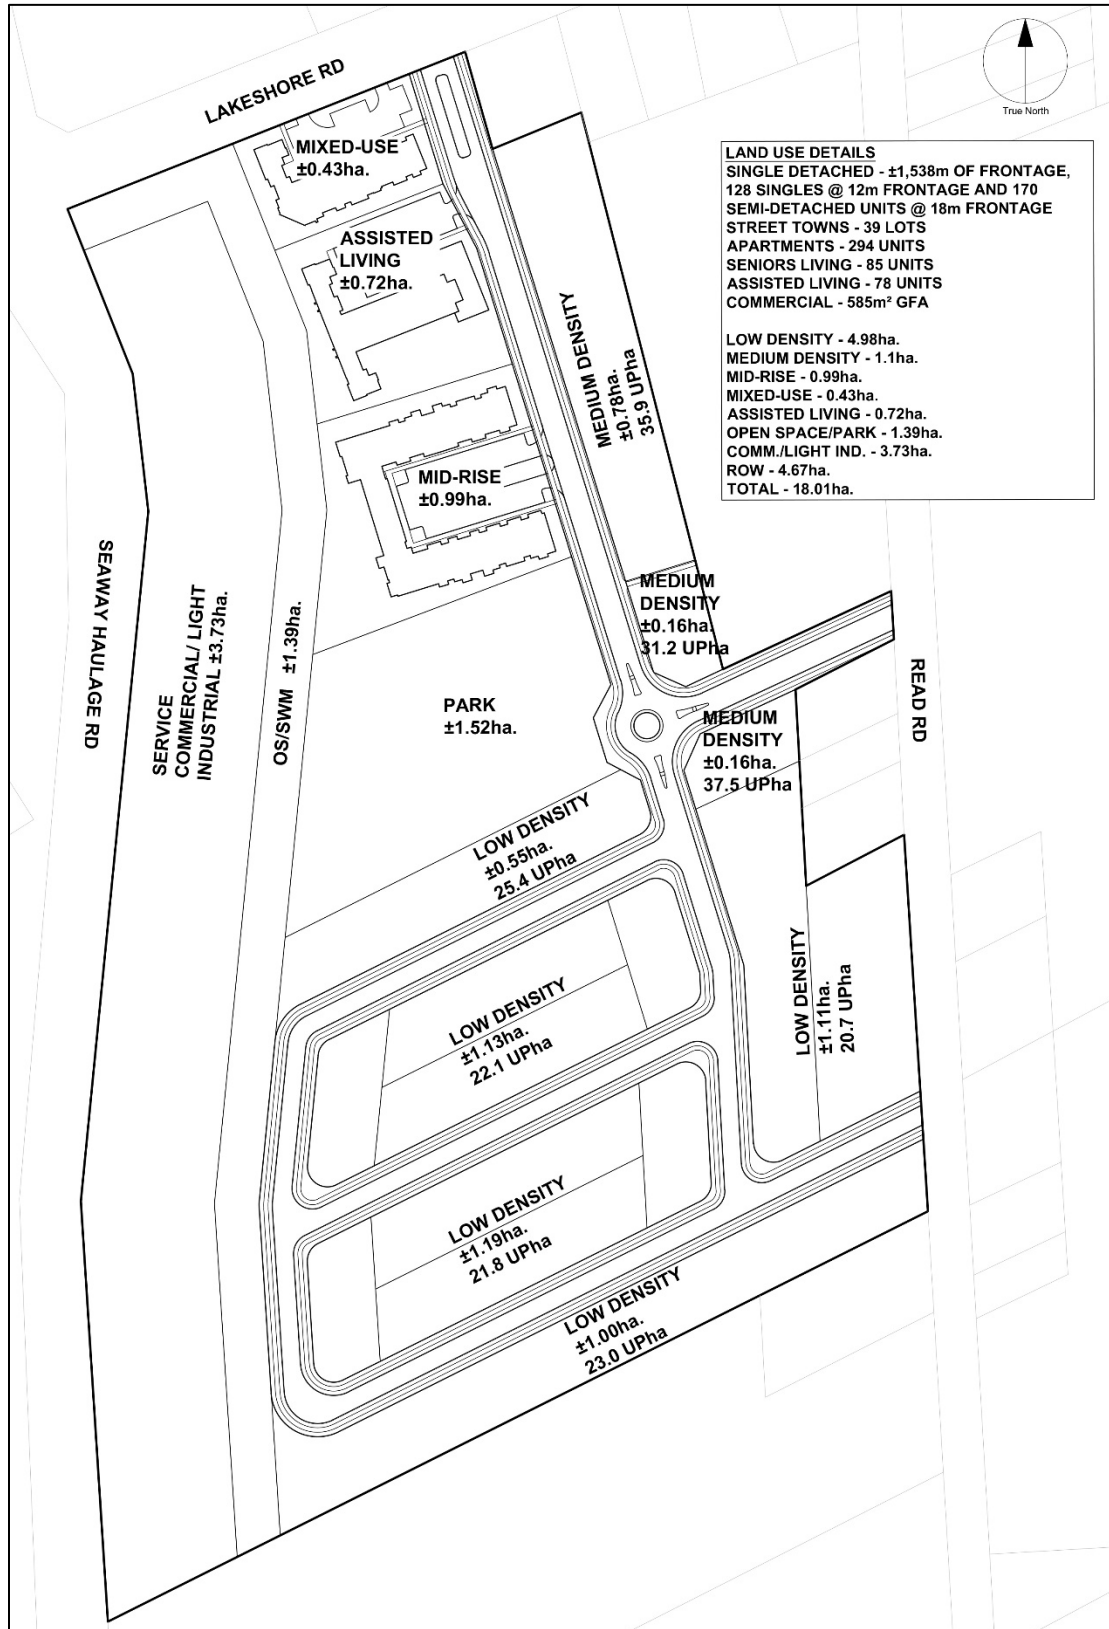 LAKESHORE RD
True North
MIXED-USE
±0.43ha.
LAND USE DETAILS
SINGLE DETACHED - ±1,538m OF FRONTAGE,
128 SINGLES @ 12m FRONTAGE AND 170
SEMI-DETACHED UNITS @ 18m FRONTAGE
STREET TOWNS - 39 LOTS
APARTMENTS - 294 UNITS
SENIORS LIVING - 85 UNITS
ASSISTED LIVING - 78 UNITS
COMMERCIAL - 585m² GFA
LOW DENSITY - 4.98ha.
MEDIUM DENSITY - 1.1ha.
MID-RISE - 0.99ha.
MIXED-USE - 0.43ha.
ASSISTED LIVING - 0.72ha.
OPEN SPACE/PARK - 1.39ha.
COMM./LIGHT IND. - 3.73ha.
ROW - 4.67ha.
TOTAL - 18.01ha.
ASSISTED
LIVING
±0.72ha.
MEDIUM DENSITY
±0.78ha.
35.9 UPha
MID-RISE
±0.99ha.
SEAWAY HAULAGE RD
SERVICE
COMMERCIAL/ LIGHT
INDUSTRIAL ±3.73ha.
OS/SWM ±1.39ha.
MEDIUM
DENSITY
±0.16ha.
31.2 UPha
READ RD
PARK
±1.52ha.
MEDIUM
DENSITY
±0.16ha.
37.5 UPha
LOW DENSITY
±0.55ha.
25.4 UPha
LOW DENSITY
±1.13ha.
22.1 UPha
LOW DENSITY
±1.11ha.
20.7 UPha
LOW DENSITY
±1.19ha.
21.8 UPha
LOW DENSITY
±1.00ha.
23.0 UPha